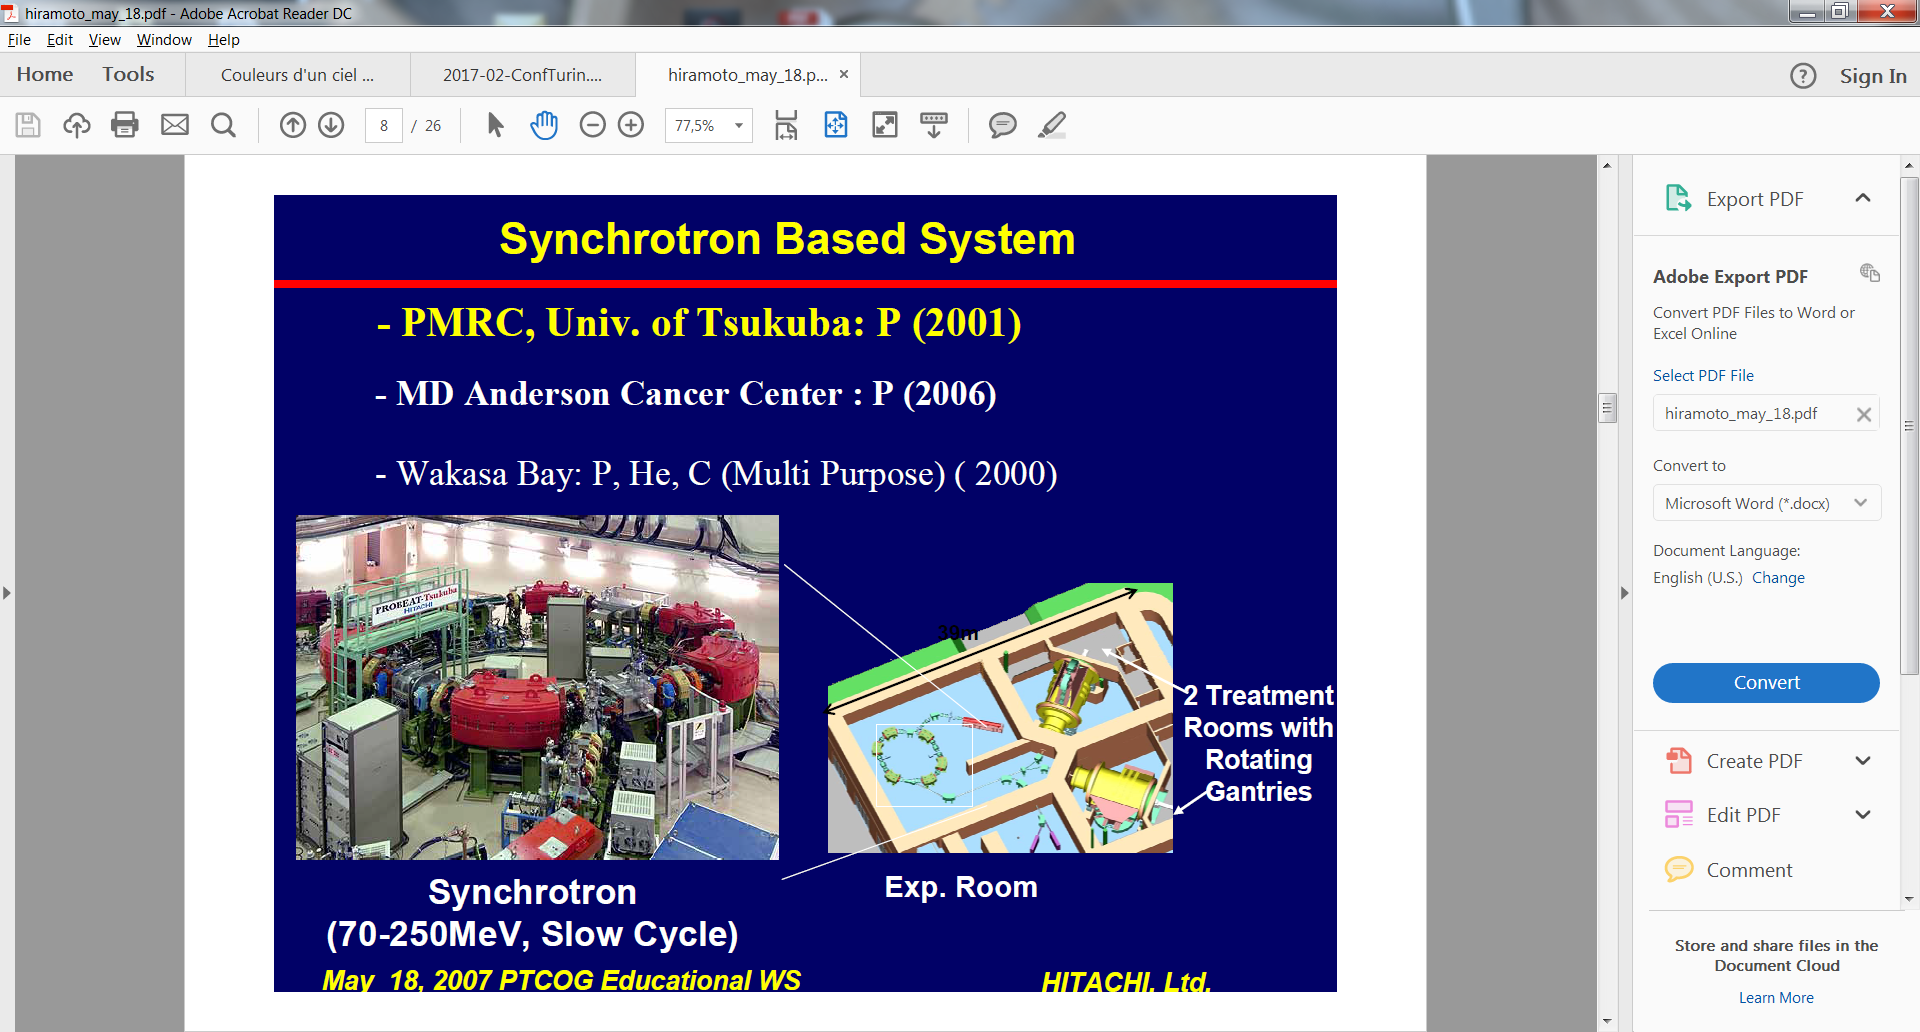 hiramoto_may_18.pdf - Adobe Acrobat Reader DC
File Edit View Window Help
Home Tools Couleurs d'un ciel ... 2017-02-ConfTurin.... hiramoto_may_18.p... Sign In
8 / 26 77,5%
Synchrotron Based System
- PMRC, Univ. of Tsukuba: P (2001)
- MD Anderson Cancer Center : P (2006)
- Wakasa Bay: P, He, C (Multi Purpose) ( 2000)
PROBEAT-Tsukuba
HITACHI
39m
2 Treatment
Rooms with
Rotating
Gantries
Synchrotron
(70-250MeV, Slow Cycle)
Exp. Room
May 18, 2007 PTCOG Educational WS
HITACHI, Ltd.
Export PDF
Adobe Export PDF
Convert PDF Files to Word or
Excel Online
Select PDF File
hiramoto_may_18.pdf
Convert to
Microsoft Word (*.docx)
Document Language:
English (U.S.) Change
Convert
Create PDF
Edit PDF
Comment
Store and share files in the
Document Cloud
Learn More